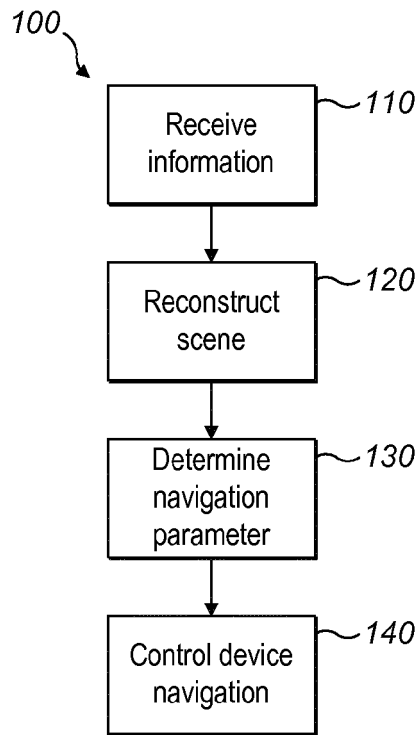 100
110
Receive
information
120
Reconstruct
scene
130
Determine
navigation
parameter
140
Control device
navigation